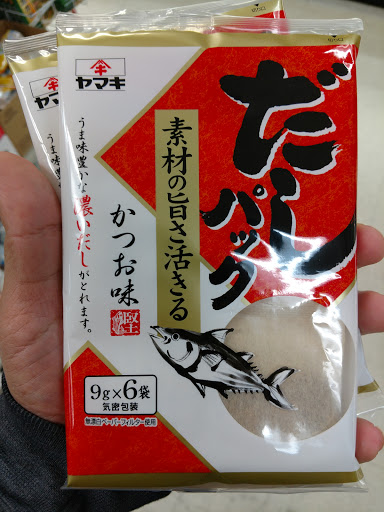 ヤマキ
だしパック
素材の旨さ活きる
うま味豊かな濃いだしがとれます。
かつお味
9g×6袋
気密包装
無漂白ペーパーフィルター使用